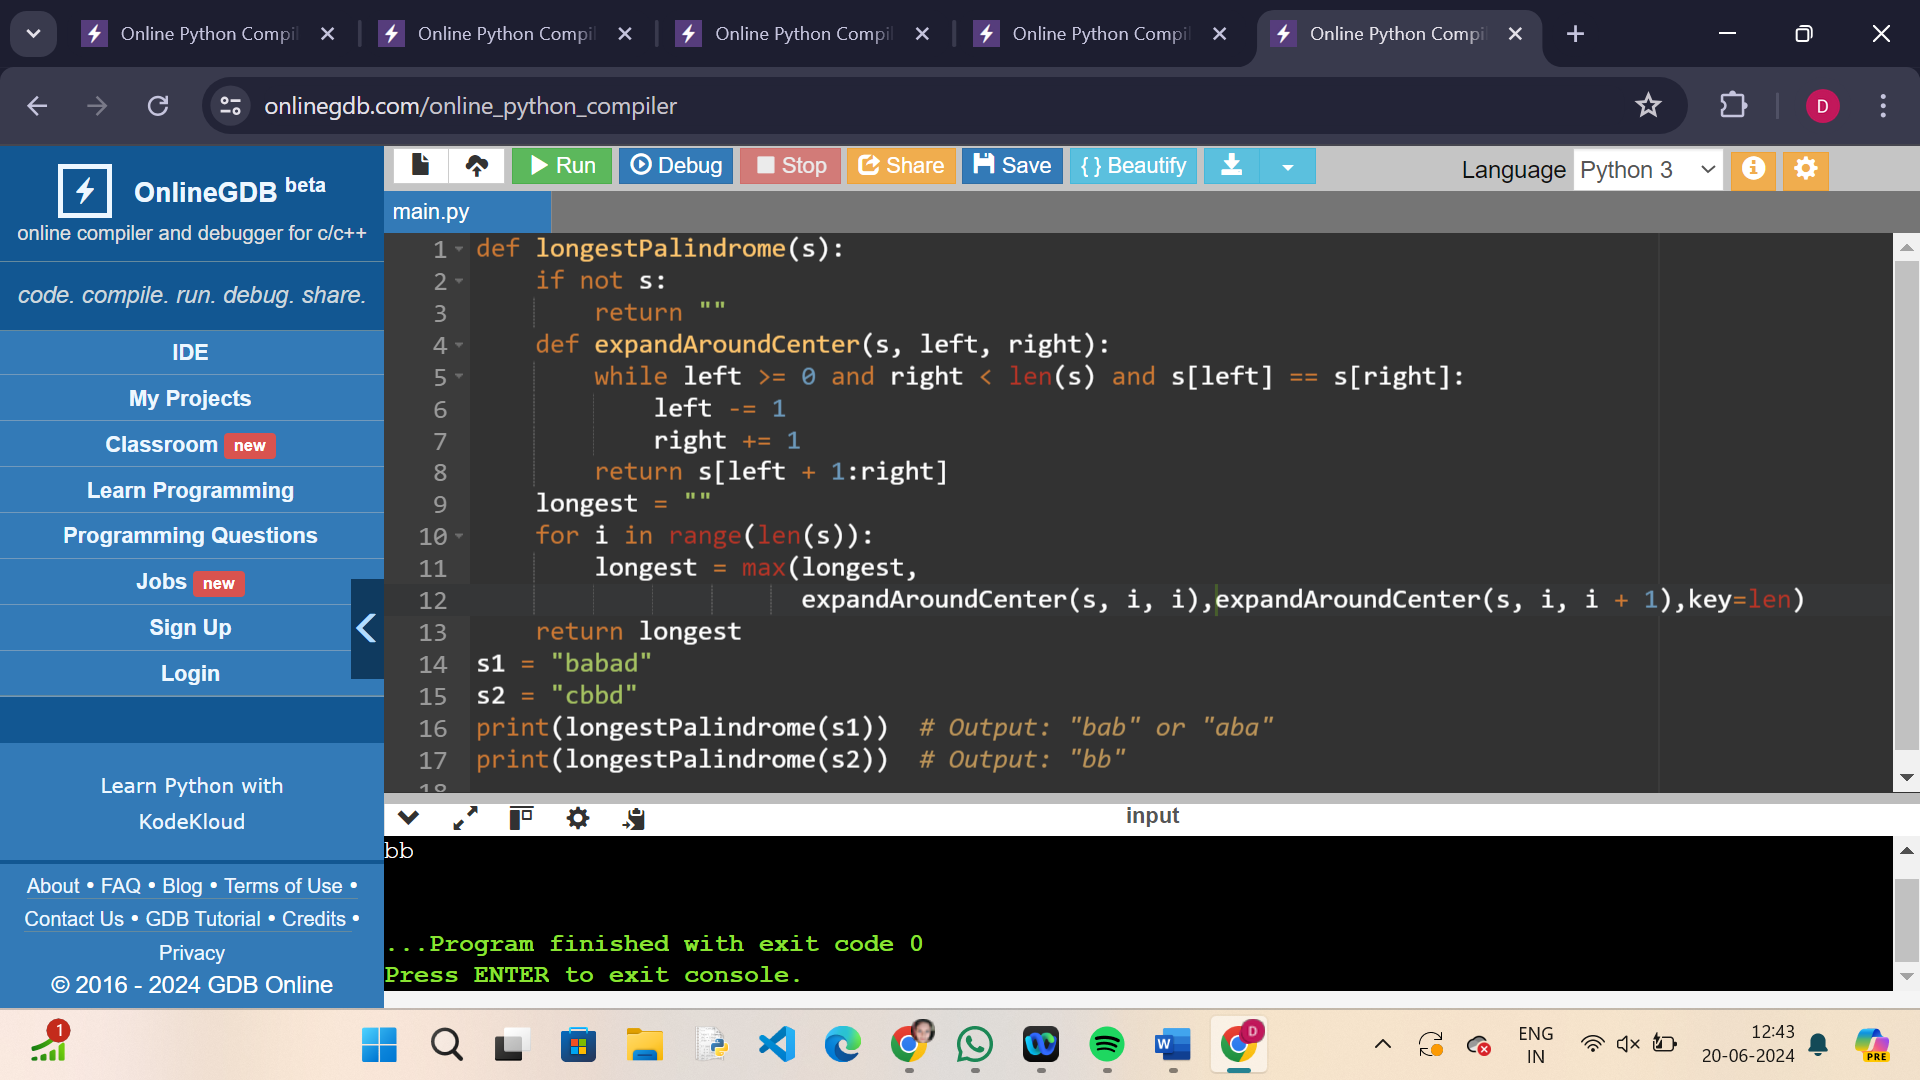 Online Python Compil
Online Python Compil
Online Python Compil
Online Python Compil
Online Python Compi
onlinegdb.com/online_python_compiler
D
OnlineGDB beta
online compiler and debugger for c/c++
code. compile. run. debug. share.
IDE
My Projects
Classroom new
Learn Programming
Programming Questions
Jobs new
Sign Up
Login
Learn Python with
KodeKloud
About • FAQ • Blog • Terms of Use •
Contact Us • GDB Tutorial • Credits •
Privacy
© 2016 - 2024 GDB Online
Run Debug Stop Share Save { } Beautify
Language Python 3
main.py
1 def longestPalindrome(s):
2     if not s:
3         return ""
4     def expandAroundCenter(s, left, right):
5         while left >= 0 and right < len(s) and s[left] == s[right]:
6             left -= 1
7             right += 1
8         return s[left + 1:right]
9     longest = ""
10     for i in range(len(s)):
11         longest = max(longest,
12                       expandAroundCenter(s, i, i),expandAroundCenter(s, i, i + 1),key=len)
13     return longest
14 s1 = "babad"
15 s2 = "cbbd"
16 print(longestPalindrome(s1))  # Output: "bab" or "aba"
17 print(longestPalindrome(s2))  # Output: "bb"
18
input
bb
...Program finished with exit code 0
Press ENTER to exit console.
1
D
ENG
IN
12:43
20-06-2024
PRE